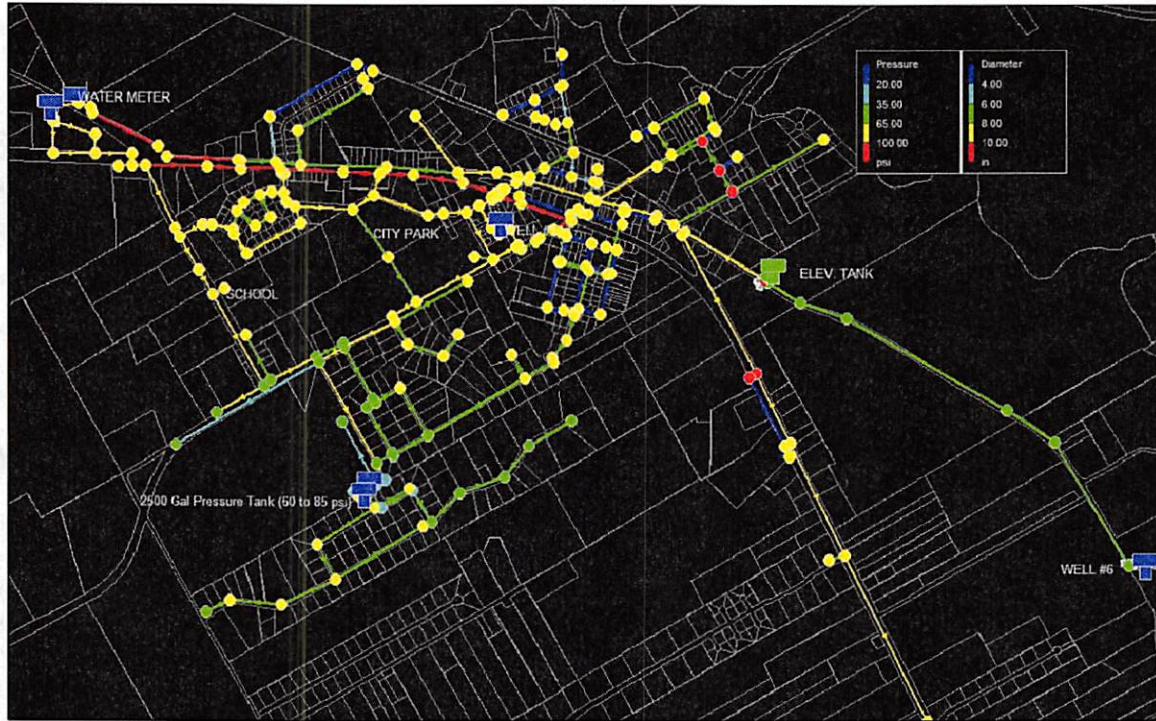 WATER METER
Pressure
20.00
35.00
65.00
100.00
psi
Diameter
4.00
6.00
8.00
10.00
in
CITY PARK
WELL
ELEV. TANK
SCHOOL
2500 Gal Pressure Tank (60 to 85 psi)
WELL #6